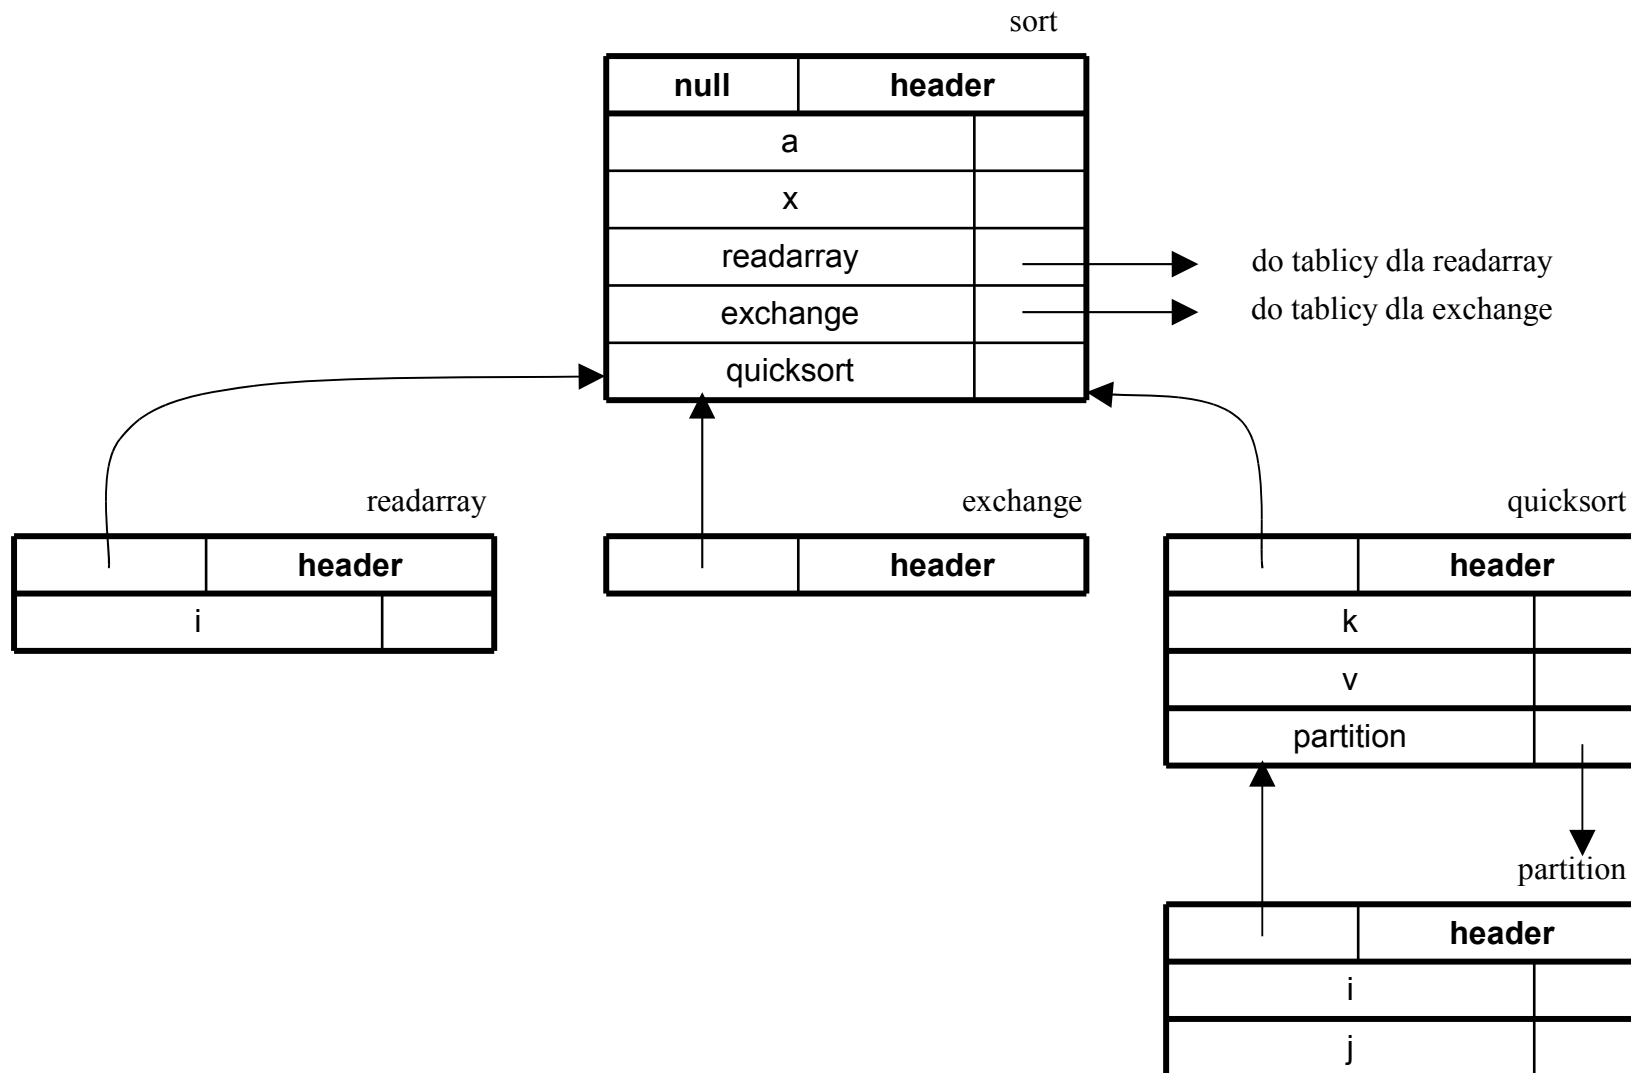 sort
null header
a
x
readarray
do tablicy dla readarray
exchange
do tablicy dla exchange
quicksort
readarray
header
i
exchange
header
quicksort
header
k
v
partition
partition
header
i
j